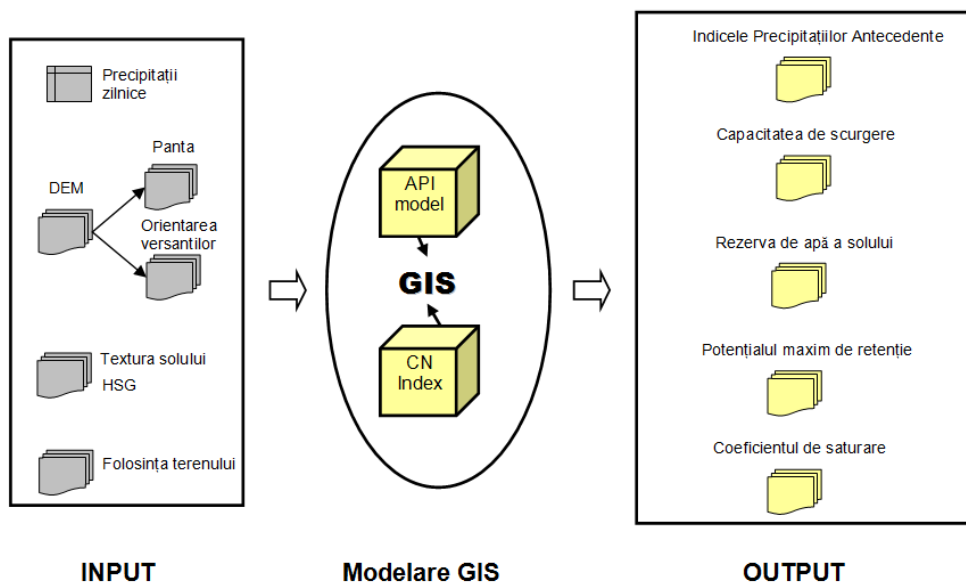 Precipitații
zilnice
Panta
DEM
Orientarea
versantilor
Textura solului
HSG
Folosința terenului
INPUT
API
model
GIS
CN
Index
Modelare GIS
Indicele Precipitațiilor Antecedente
Capacitatea de scurgere
Rezerva de apă a solului
Potențialul maxim de retenție
Coeficientul de saturare
OUTPUT